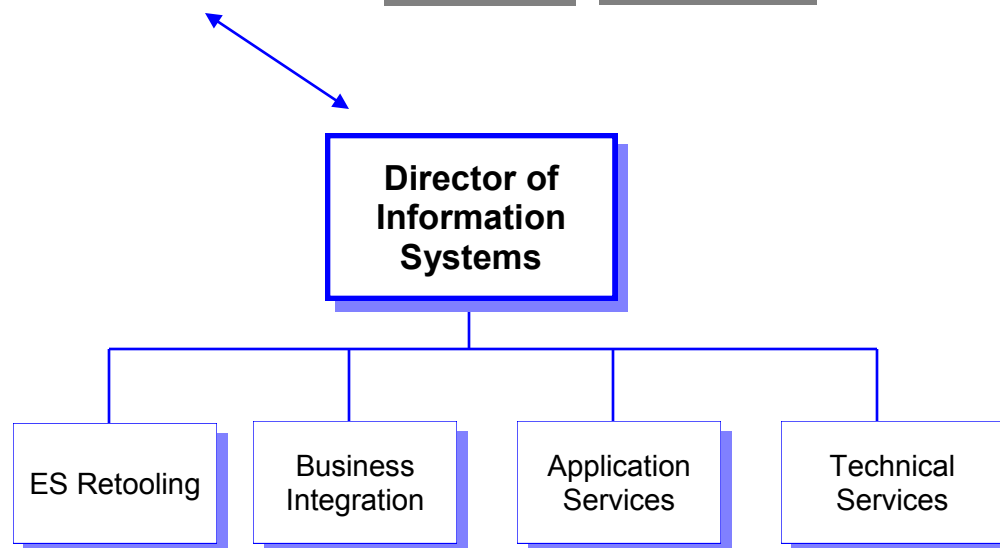 Director of
Information
Systems
ES Retooling
Business
Integration
Application
Services
Technical
Services